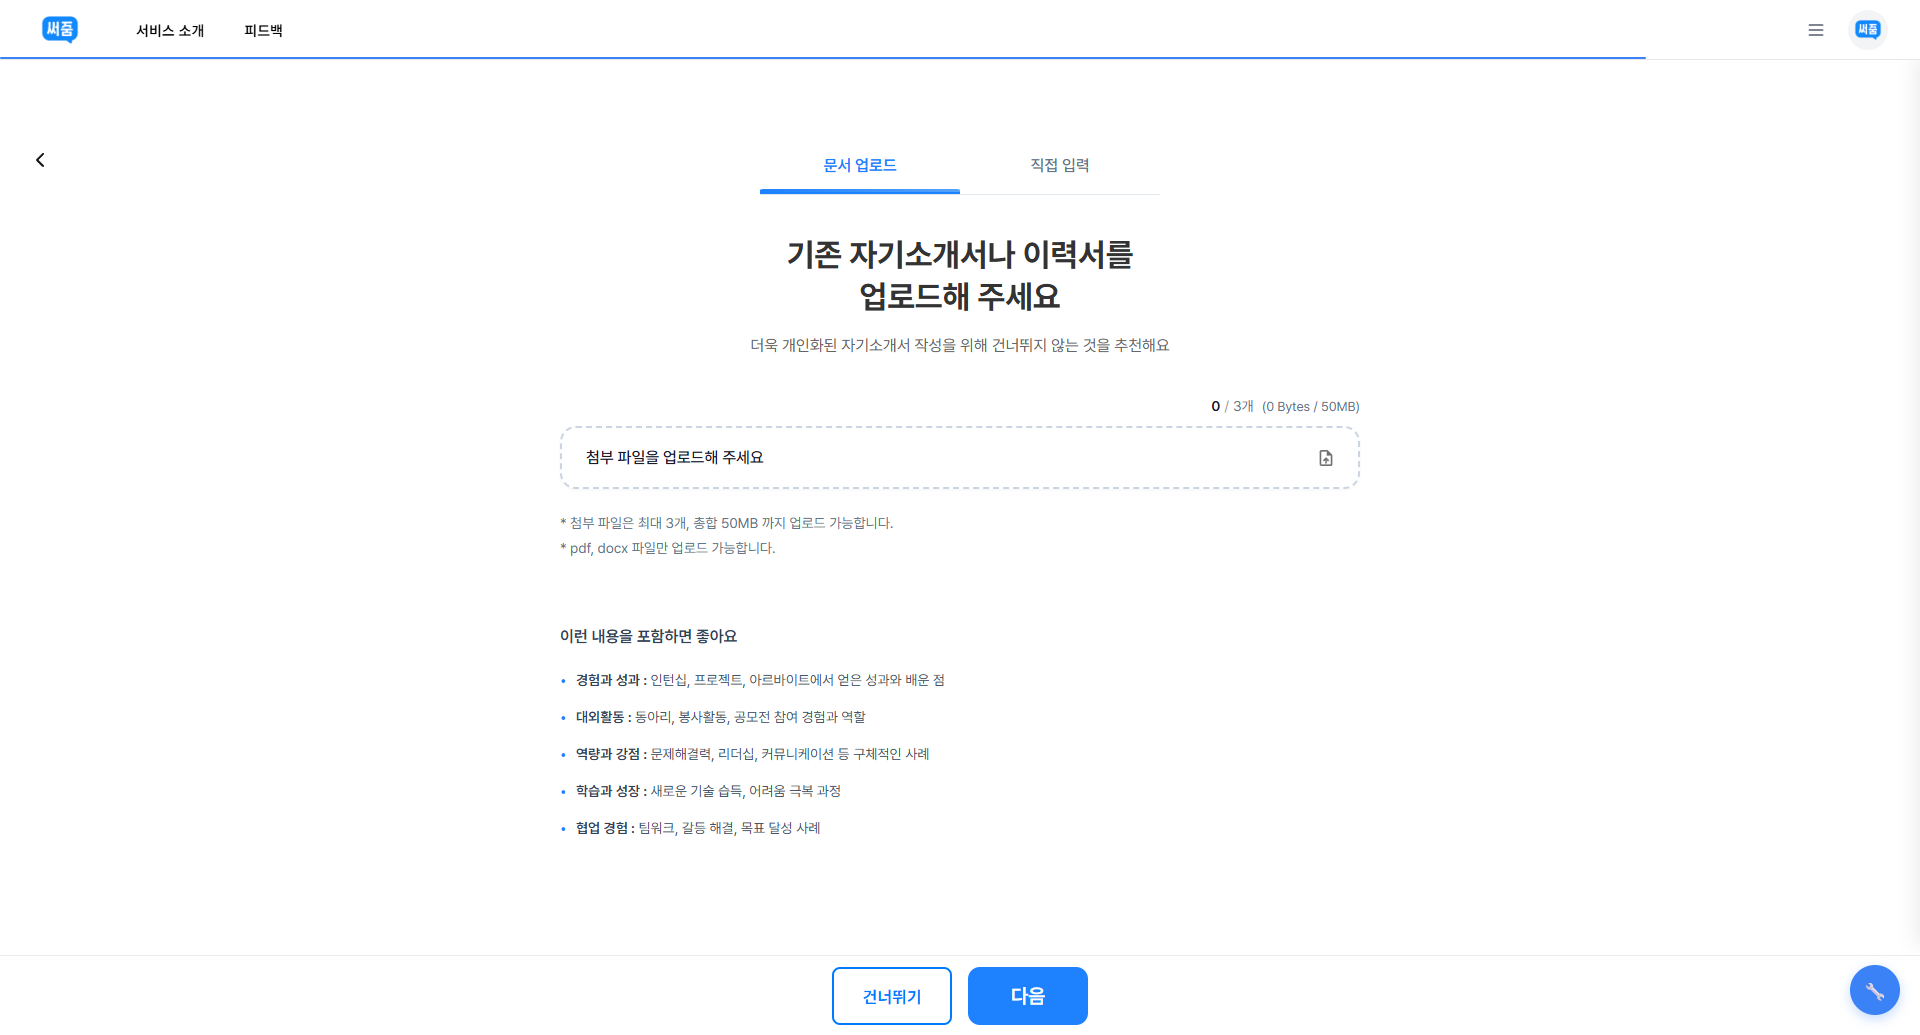 써줌
서비스 소개
피드백
써줌
문서 업로드
직접 입력
기존 자기소개서나 이력서를
업로드해 주세요
더욱 개인화된 자기소개서 작성을 위해 건너뛰지 않는 것을 추천해요
0 / 3개 (0 Bytes / 50MB)
첨부 파일을 업로드해 주세요
* 첨부 파일은 최대 3개, 총합 50MB 까지 업로드 가능합니다.
* pdf, docx 파일만 업로드 가능합니다.
이런 내용을 포함하면 좋아요
• 경험과 성과 : 인턴십, 프로젝트, 아르바이트에서 얻은 성과와 배운 점
• 대외활동 : 동아리, 봉사활동, 공모전 참여 경험과 역할
• 역량과 강점 : 문제해결력, 리더십, 커뮤니케이션 등 구체적인 사례
• 학습과 성장 : 새로운 기술 습득, 어려움 극복 과정
• 협업 경험 : 팀워크, 갈등 해결, 목표 달성 사례
건너뛰기
다음